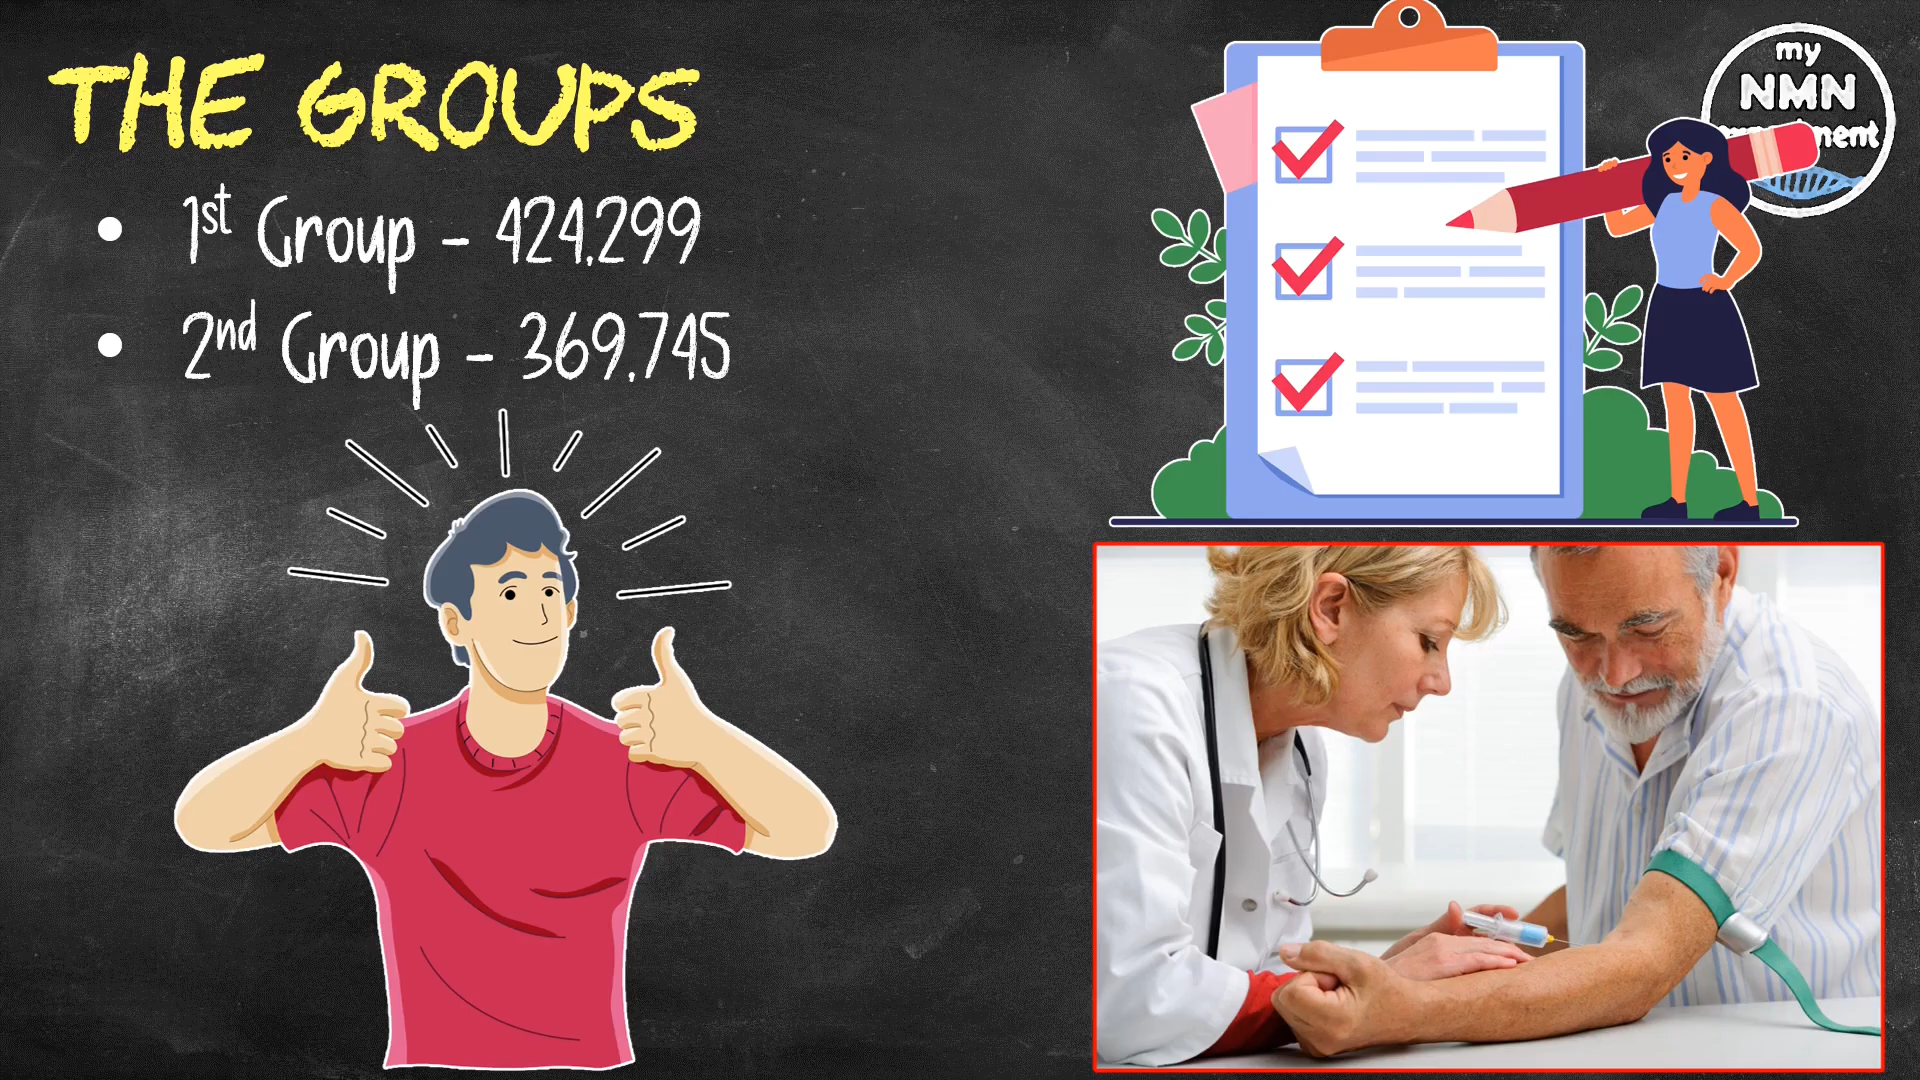 THE GROUPS
• 1st Group – 424,299
• 2nd Group – 369,745
my
NMN